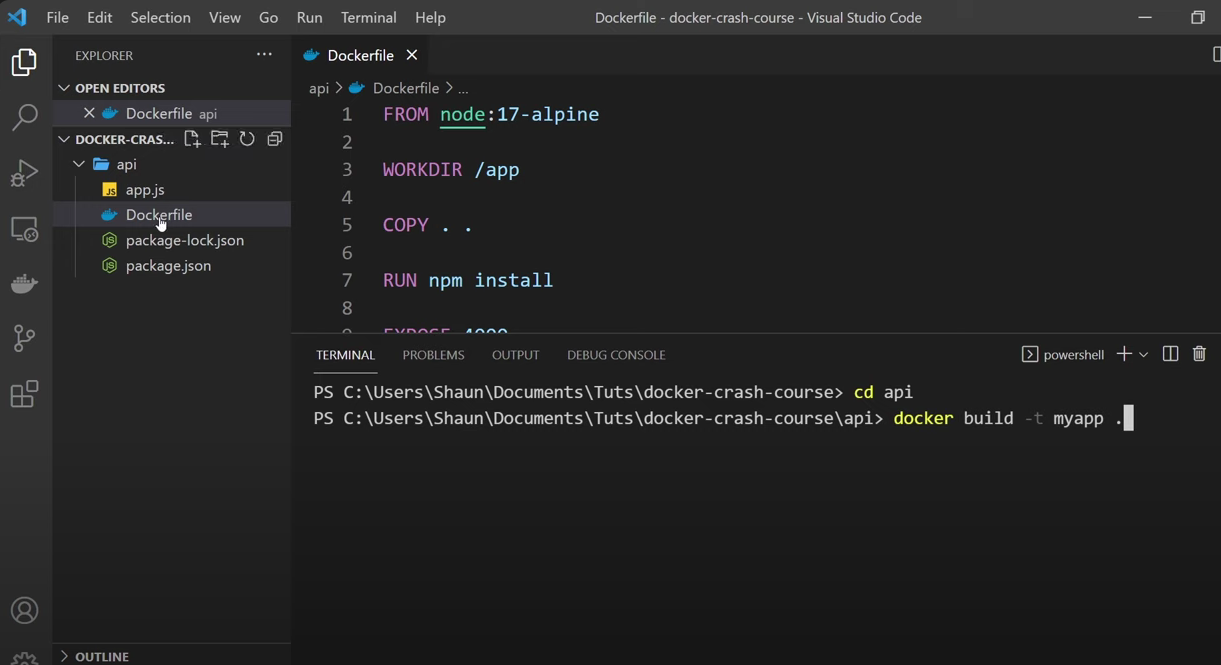 File Edit Selection View Go Run Terminal Help
Dockerfile - docker-crash-course - Visual Studio Code
EXPLORER
OPEN EDITORS
Dockerfile api
DOCKER-CRAS...
api
JS app.js
Dockerfile
package-lock.json
package.json
OUTLINE
Dockerfile
api > Dockerfile > ...
1 FROM node:17-alpine
2
3 WORKDIR /app
4
5 COPY . .
6
7 RUN npm install
8
9 EXPOSE 4000
TERMINAL PROBLEMS OUTPUT DEBUG CONSOLE
powershell
PS C:\Users\Shaun\Documents\Tuts\docker-crash-course> cd api
PS C:\Users\Shaun\Documents\Tuts\docker-crash-course\api> docker build -t myapp .